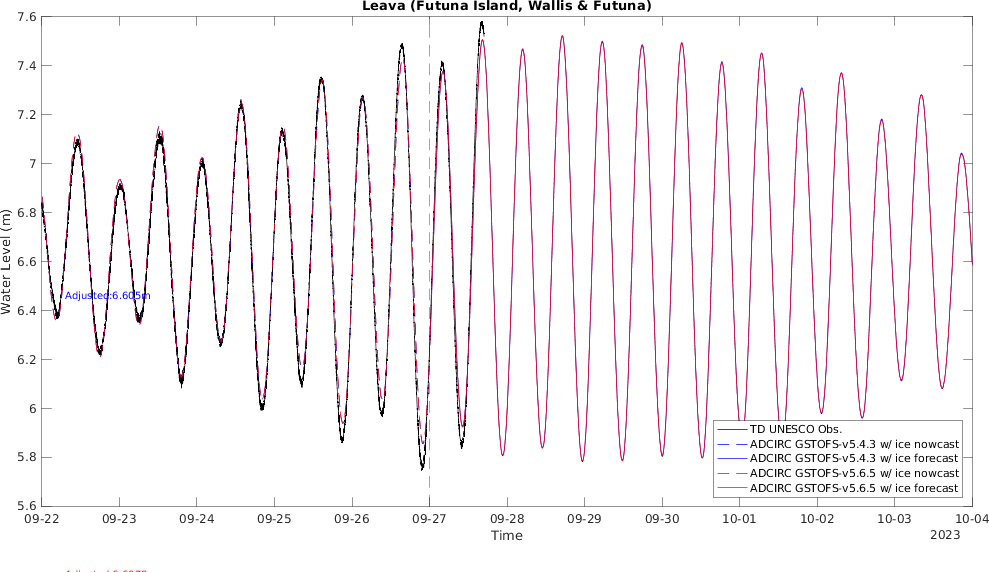 Leava (Futuna Island, Wallis & Futuna)
7.6
7.4
7.2
7
6.8
6.6
6.4
6.2
6
5.8
5.6
Water Level (m)
Adjusted:6.605m
TD UNESCO Obs.
ADCIRC GSTOFS-v5.4.3 w/ ice nowcast
ADCIRC GSTOFS-v5.4.3 w/ ice forecast
ADCIRC GSTOFS-v5.6.5 w/ ice nowcast
ADCIRC GSTOFS-v5.6.5 w/ ice forecast
09-22 09-23 09-24 09-25 09-26 09-27 09-28 09-29 09-30 10-01 10-02 10-03 10-04
Time
2023